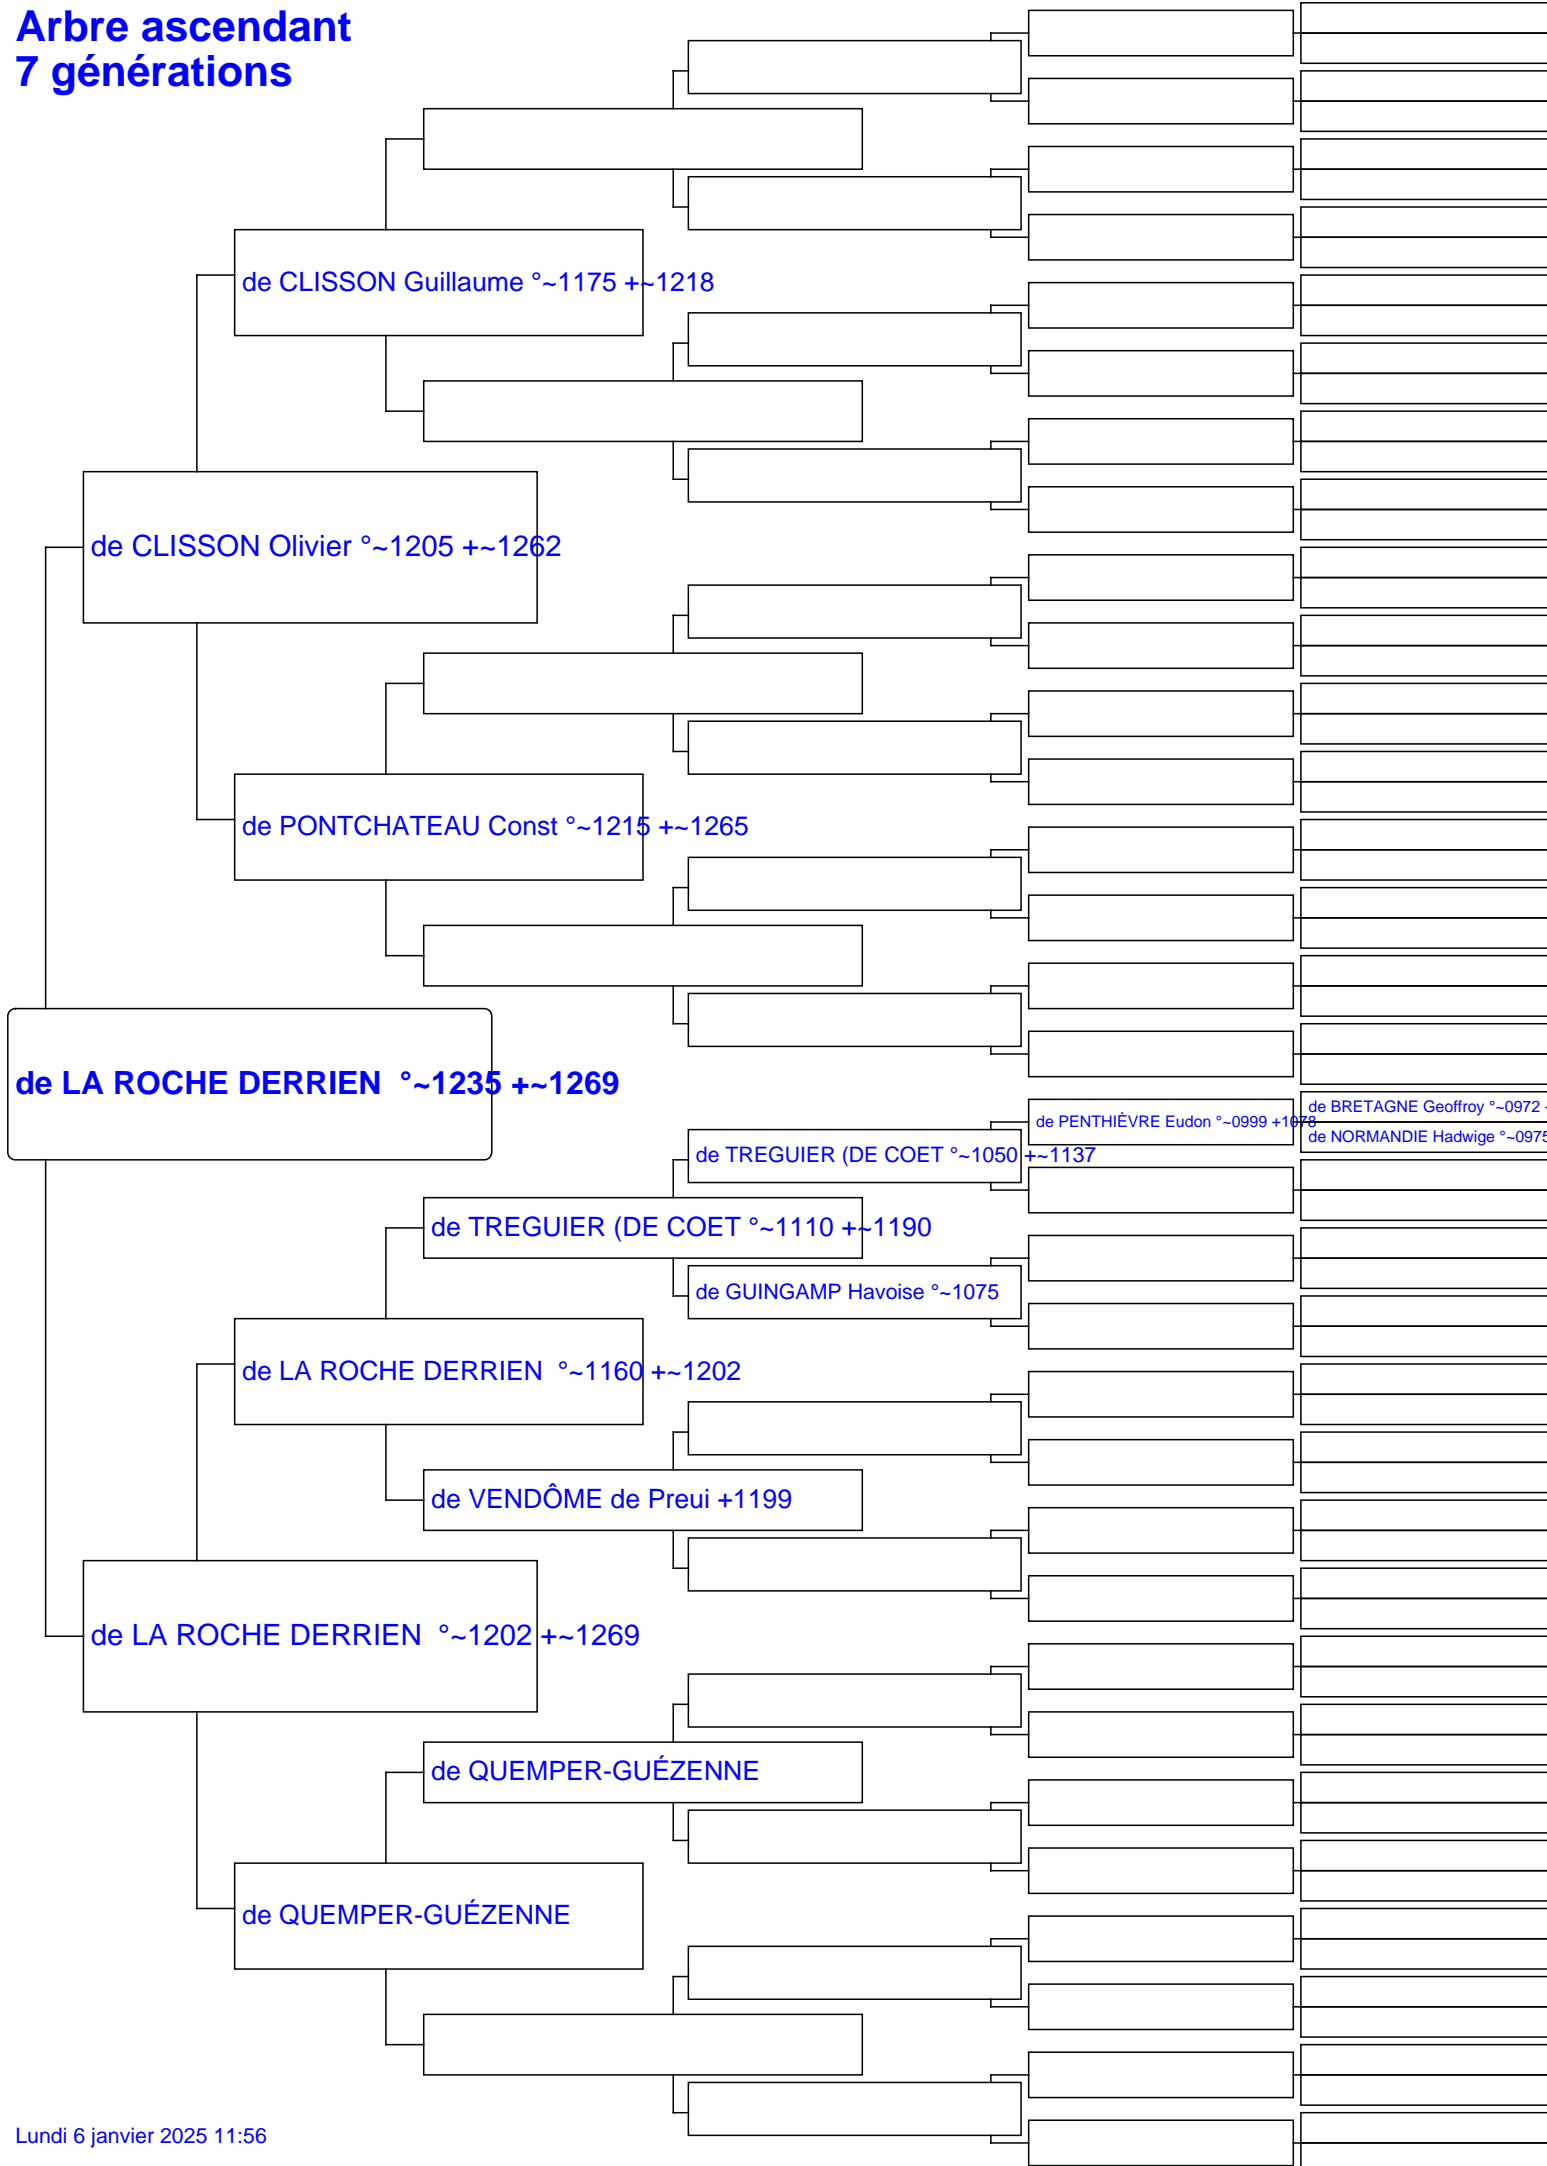 Arbre ascendant
7 générations
de CLISSON Guillaume °~1175 +~1218
de CLISSON Olivier °~1205 +~1262
de PONTCHATEAU Const °~1215 +~1265
de LA ROCHE DERRIEN °~1235 +~1269
de BRETAGNE Geoffroy °~0972
de PENTHIÈVRE Eudon °~0999 +1078
de NORMANDIE Hadwige °~0975
de TREGUIER (DE COET °~1050 +~1137
de TREGUIER (DE COET °~1110 +~1190
de GUINGAMP Havoise °~1075
de LA ROCHE DERRIEN °~1160 +~1202
de VENDÔME de Preui +1199
de LA ROCHE DERRIEN °~1202 +~1269
de QUEMPER-GUÉZENNE
de QUEMPER-GUÉZENNE
Lundi 6 janvier 2025 11:56